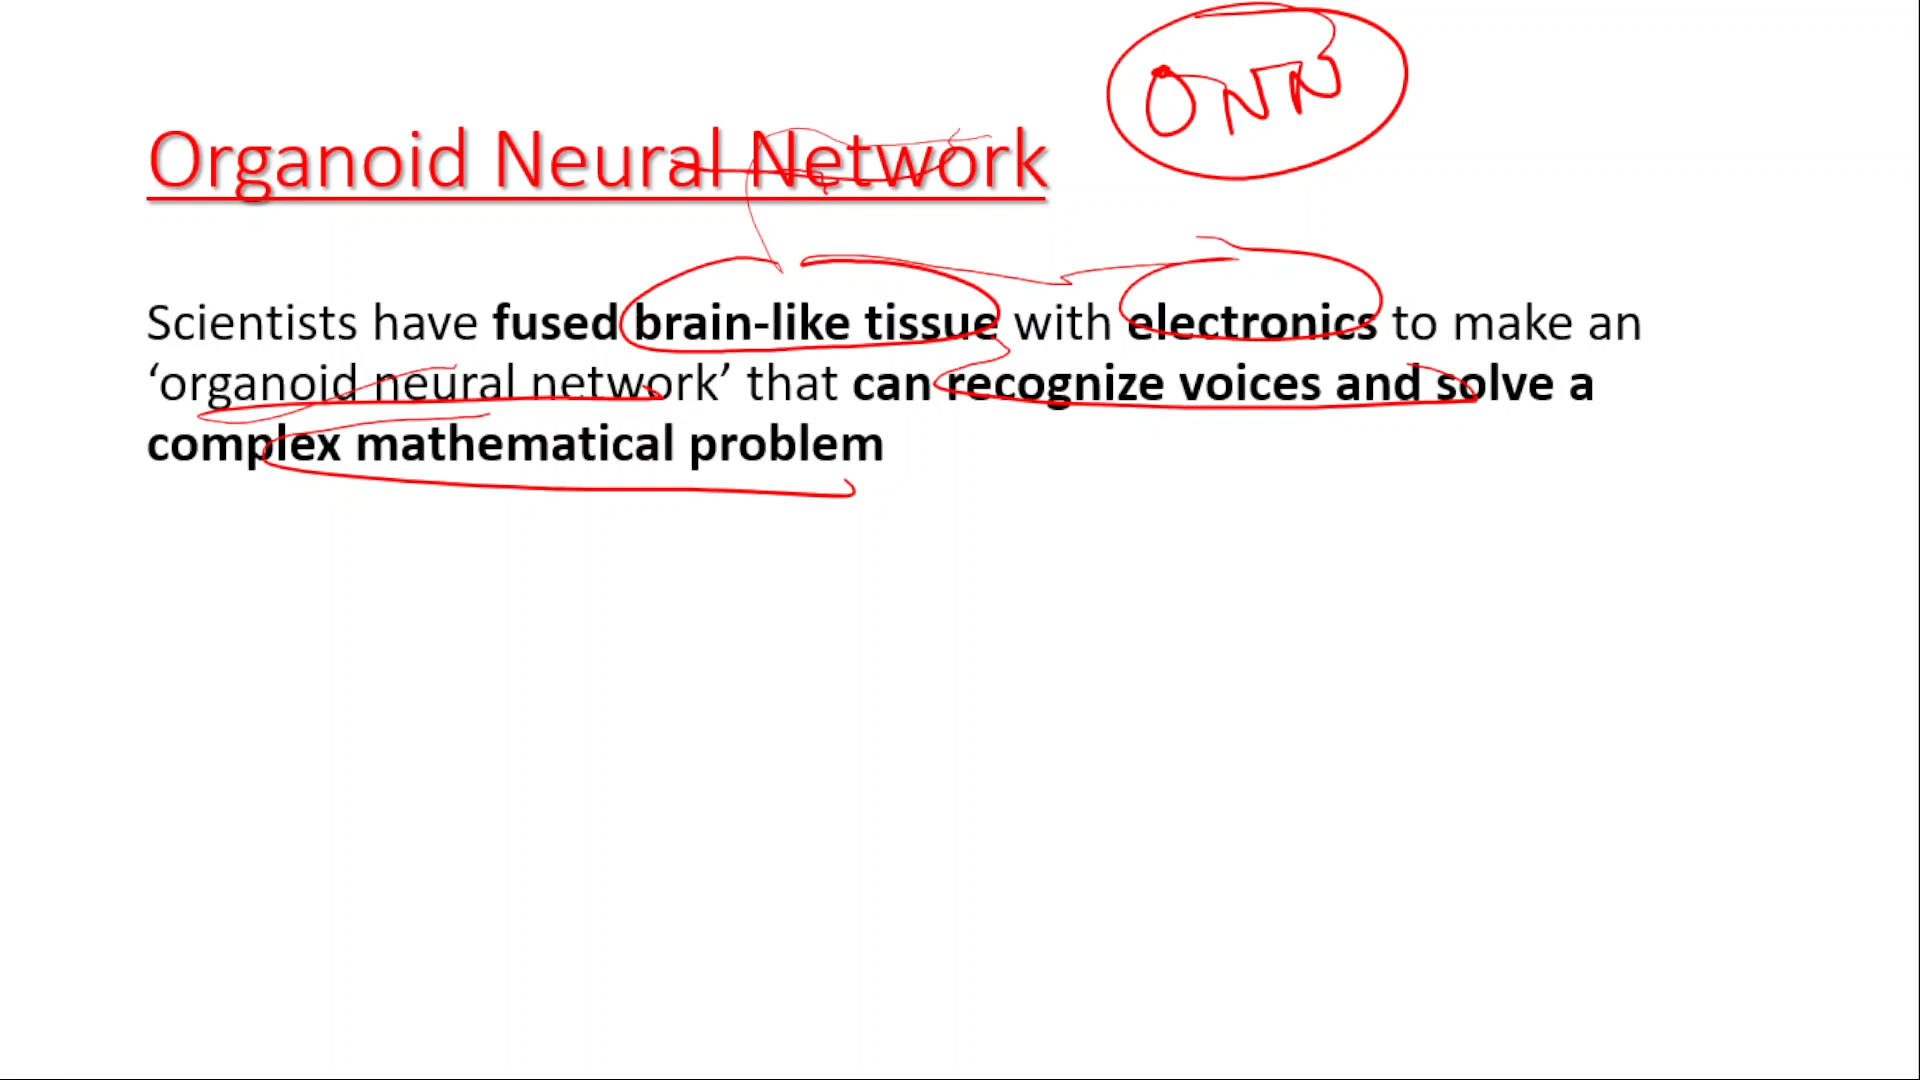 ONN
Organoid Neural Network
Scientists have fused brain-like tissue with electronics to make an
‘organoid neural network’ that can recognize voices and solve a
complex mathematical problem